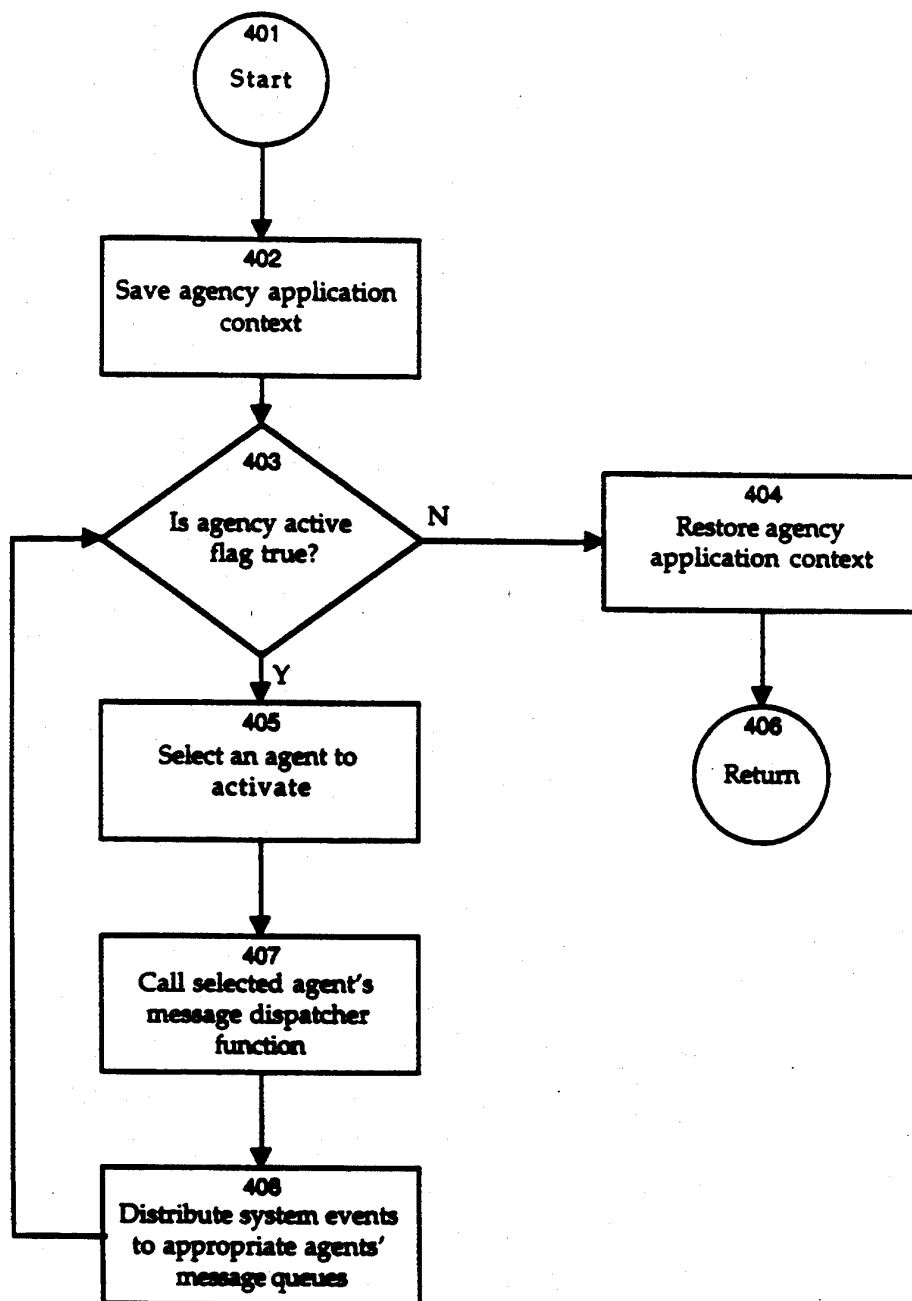 401
Start
402
Save agency application
context
403
Is agency active
flag true?
N
404
Restore agency
application context
Y
405
Select an agent to
activate
406
Return
407
Call selected agent's
message dispatcher
function
408
Distribute system events
to appropriate agents'
message queues